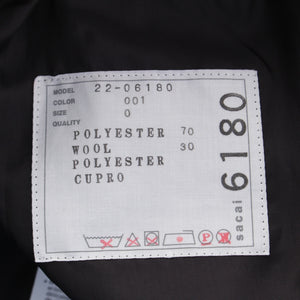 MODEL 22-06180
COLOR 001
SIZE 0
QUALITY
POLYESTER 70
WOOL 30
POLYESTER
CUPRO
sacai 6180
P